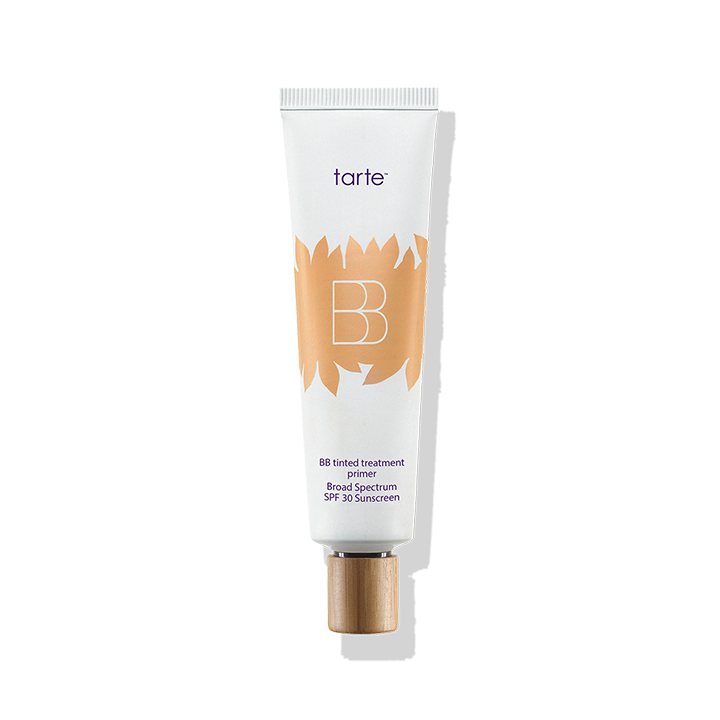 tarte™
BB
BB tinted treatment
primer
Broad Spectrum
SPF 30 Sunscreen